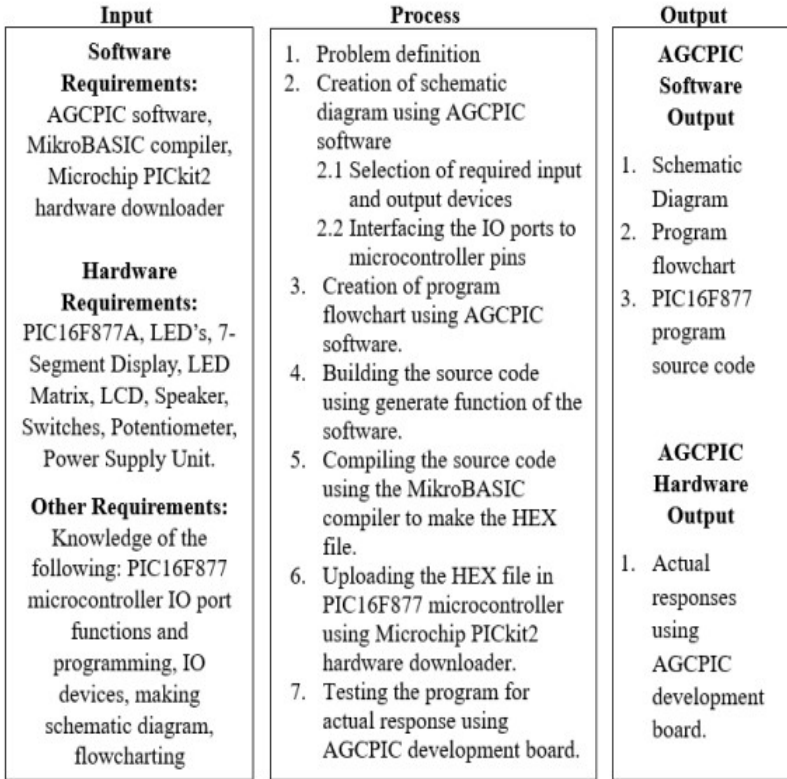 Input
Software
Requirements:
AGCPIC software,
MikroBASIC compiler,
Microchip PICkit2
hardware downloader
Hardware
Requirements:
PIC16F877A, LED's, 7-
Segment Display, LED
Matrix, LCD, Speaker,
Switches, Potentiometer,
Power Supply Unit.
Other Requirements:
Knowledge of the
following: PIC16F877
microcontroller IO port
functions and
programming, IO
devices, making
schematic diagram,
flowcharting
Process
1. Problem definition
2. Creation of schematic
diagram using AGCPIC
software
2.1 Selection of required input
and output devices
2.2 Interfacing the IO ports to
microcontroller pins
3. Creation of program
flowchart using AGCPIC
software.
4. Building the source code
using generate function of the
software.
5. Compiling the source code
using the MikroBASIC
compiler to make the HEX
file.
6. Uploading the HEX file in
PIC16F877 microcontroller
using Microchip PICkit2
hardware downloader.
7. Testing the program for
actual response using
AGCPIC development board.
Output
AGCPIC
Software
Output
1. Schematic
Diagram
2. Program
flowchart
3. PIC16F877
program
source code
AGCPIC
Hardware
Output
1. Actual
responses
using
AGCPIC
development
board.